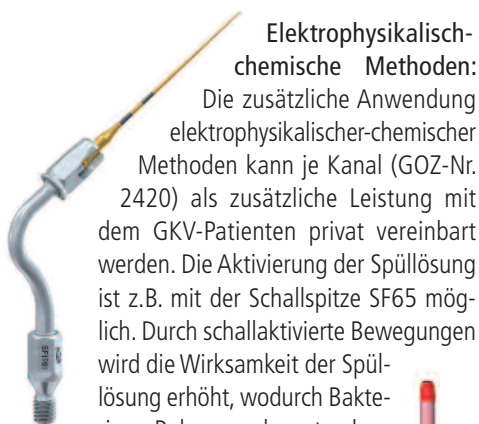 Elektrophysikalisch-
chemische Methoden:
Die zusätzliche Anwendung
elektrophysikalischer-chemischer
Methoden kann je Kanal (GOZ-Nr.
2420) als zusätzliche Leistung mit
dem GKV-Patienten privat vereinbart
werden. Die Aktivierung der Spüllösung
ist z.B. mit der Schallspitze SF65 mög-
lich. Durch schallaktivierte Bewegungen
wird die Wirksamkeit der Spül-
lösung erhöht, wodurch Bakte-